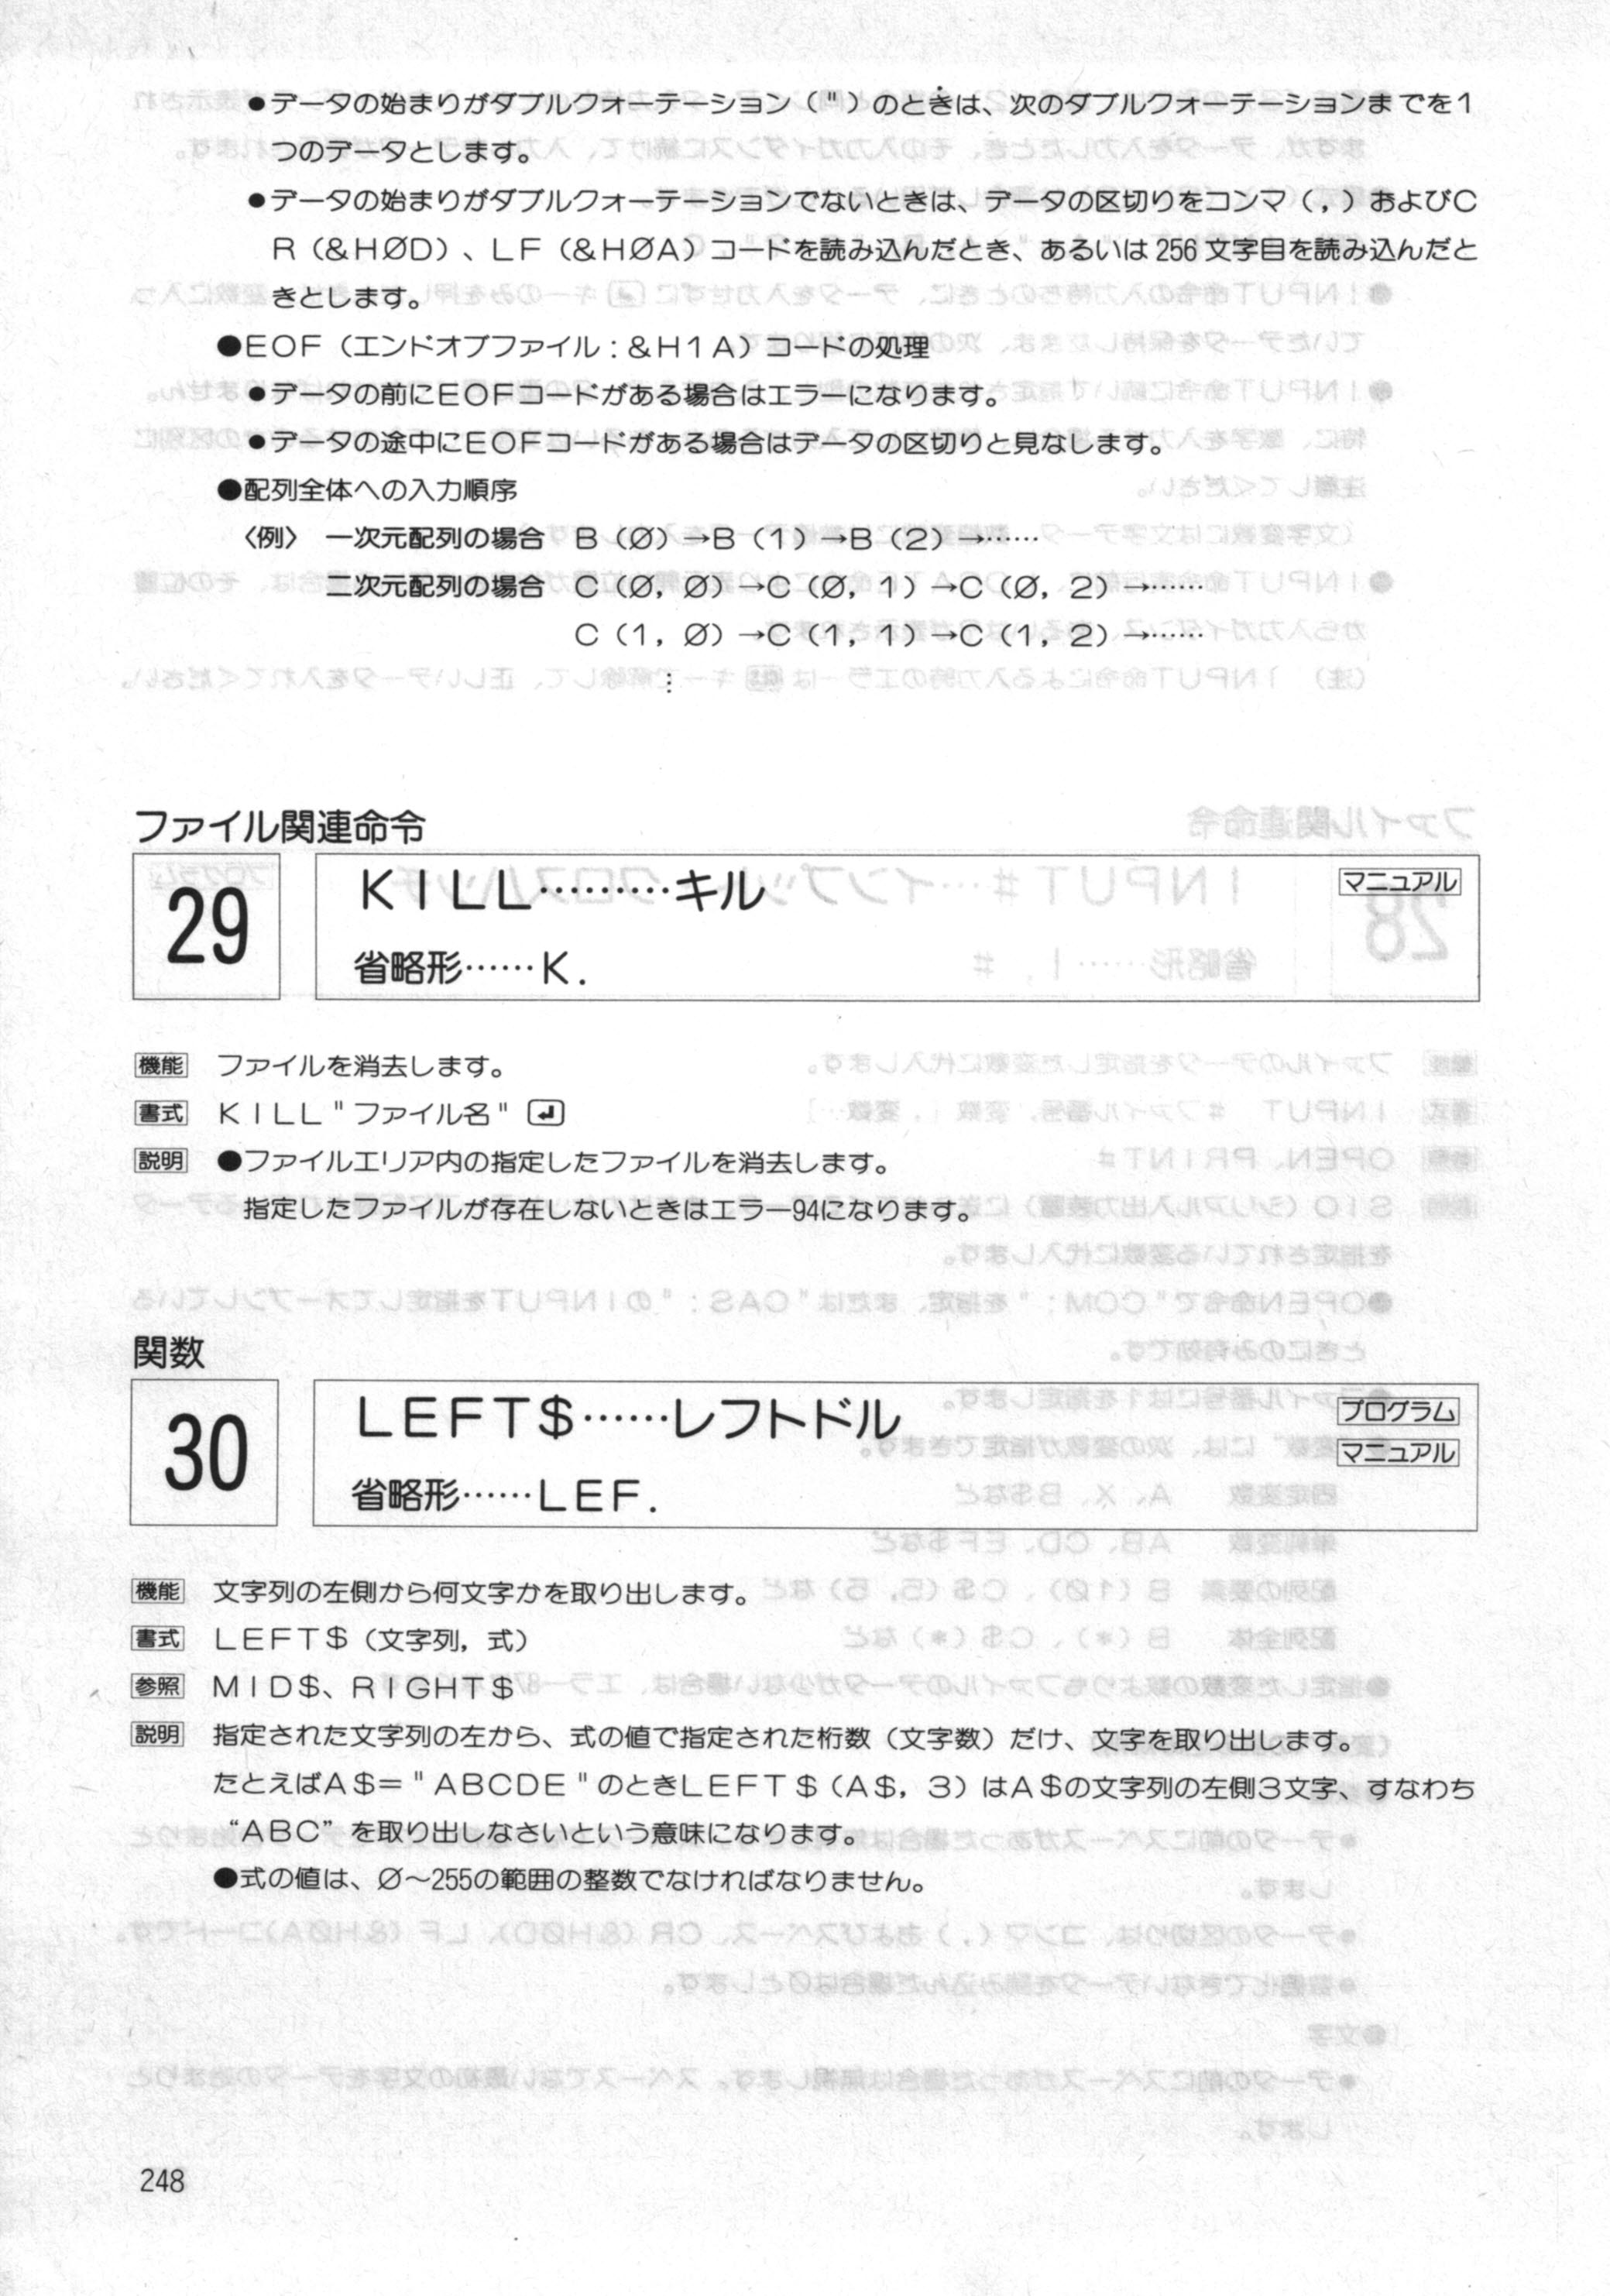 ●データの始まりがダブルクォーテーション（"）のときは、次のダブルクォーテーションまでを1
つのデータとします。
●データの始まりがダブルクォーテーションでないときは、データの区切りをコンマ（，）およびC
R（&HØD）、LF（&HØA）コードを読み込んだとき、あるいは256文字目を読み込んだと
きとします。
●EOF（エンドオブファイル：&H1A）コードの処理
●データの前にEOFコードがある場合はエラーになります。
●データの途中にEOFコードがある場合はデータの区切りと見なします。
●配列全体への入力順序
〈例〉 一次元配列の場合 B（Ø）→B（1）→B（2）→……
二次元配列の場合 C（Ø，Ø）→C（Ø，1）→C（Ø，2）→……
C（1，Ø）→C（1，1）→C（1，2）→……
⋮
ファイル関連命令
29
KILL………キル
マニュアル
省略形……K．
機能 ファイルを消去します。
書式 KILL"ファイル名" ↵
説明 ●ファイルエリア内の指定したファイルを消去します。
指定したファイルが存在しないときはエラー94になります。
関数
30
LEFT$……レフトドル
プログラム
マニュアル
省略形……LEF．
機能 文字列の左側から何文字かを取り出します。
書式 LEFT$（文字列，式）
参照 MID$、RIGHT$
説明 指定された文字列の左から、式の値で指定された桁数（文字数）だけ、文字を取り出します。
たとえばA$＝"ABCDE"のときLEFT$（A$，3）はA$の文字列の左側3文字、すなわち
“ABC”を取り出しなさいという意味になります。
●式の値は、Ø〜255の範囲の整数でなければなりません。
248